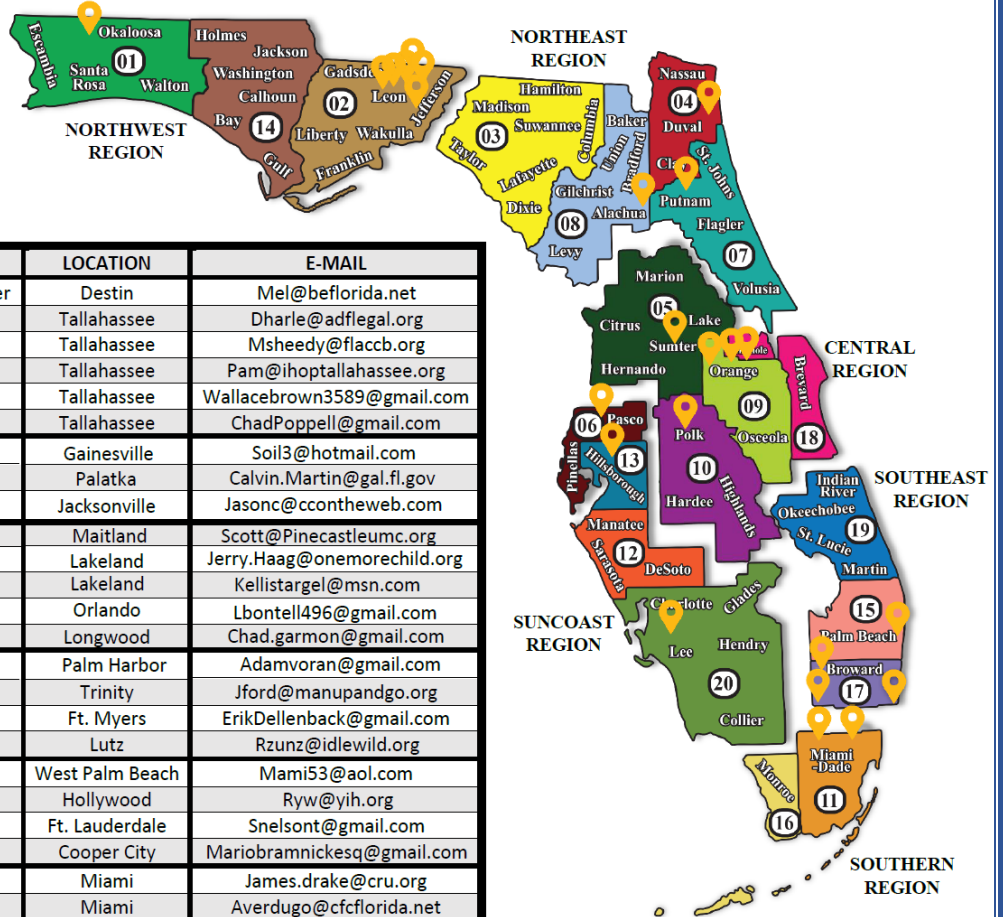 Escambia
Okaloosa
01
Santa
Rosa
Walton
Holmes
Jackson
Washington
Calhoun
Bay
14
Gulf
02
Leon
Jefferson
Liberty
Wakulla
Franklin
NORTHWEST
REGION
NORTHEAST
REGION
Hamilton
Madison
03
Suwannee
Columbia
Taylor
Lafayette
Dixie
Baker
Union
Bradford
Gilchrist
Alachua
08
Levy
Nassau
04
Duval
St. Johns
Putnam
Flagler
07
Volusia
LOCATION E-MAIL
er Destin Mel@beflorida.net
Tallahassee Dharle@adflegal.org
Tallahassee Msheedy@flaccb.org
Tallahassee Pam@ihoptallahassee.org
Tallahassee Wallacebrown3589@gmail.com
Tallahassee ChadPoppell@gmail.com
Gainesville Soil3@hotmail.com
Palatka Calvin.Martin@gal.fl.gov
Jacksonville Jasonc@ccontheweb.com
Maitland Scott@Pinecastleumc.org
Lakeland Jerry.Haag@onemorechild.org
Lakeland Kellistargel@msn.com
Orlando Lbontell496@gmail.com
Longwood Chad.garmon@gmail.com
Palm Harbor Adamvoran@gmail.com
Trinity Jford@manupandgo.org
Ft. Myers ErikDellenback@gmail.com
Lutz Rzunz@idlewild.org
West Palm Beach Mami53@aol.com
Hollywood Ryw@yih.org
Ft. Lauderdale Snelsont@gmail.com
Cooper City Mariobramnickesq@gmail.com
Miami James.drake@cru.org
Miami Averdugo@cfcflorida.net
Marion
05
Citrus
Lake
Sumter
Hernando
CENTRAL
REGION
Orange
09
Osceola
Brevard
18
06
Pasco
Pinellas
Hillsborough
13
Polk
10
Hardee
Highlands
Manatee
12
Sarasota
DeSoto
SOUTHEAST
REGION
Indian
River
Okeechobee
19
St. Lucie
Martin
SUNCOAST
REGION
Charlotte
Glades
Lee
Hendry
20
Collier
15
Palm Beach
Broward
17
Miami
-Dade
11
Monroe
16
SOUTHERN
REGION